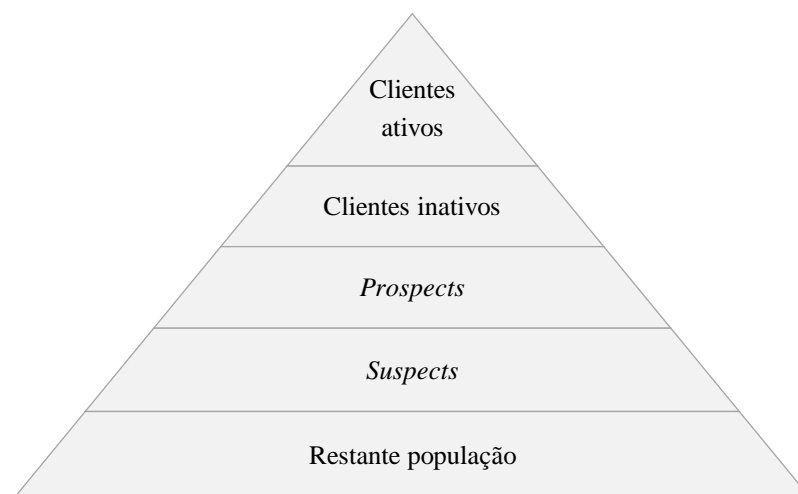 Clientes
ativos
Clientes inativos
Prospects
Suspects
Restante população